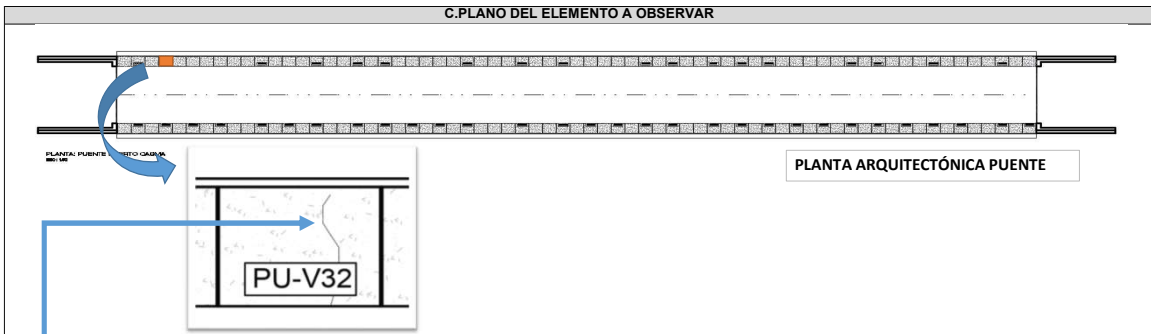 C.PLANO DEL ELEMENTO A OBSERVAR
PLANTA: PUENTE
PLANTA ARQUITECTÓNICA PUENTE
PU-V32